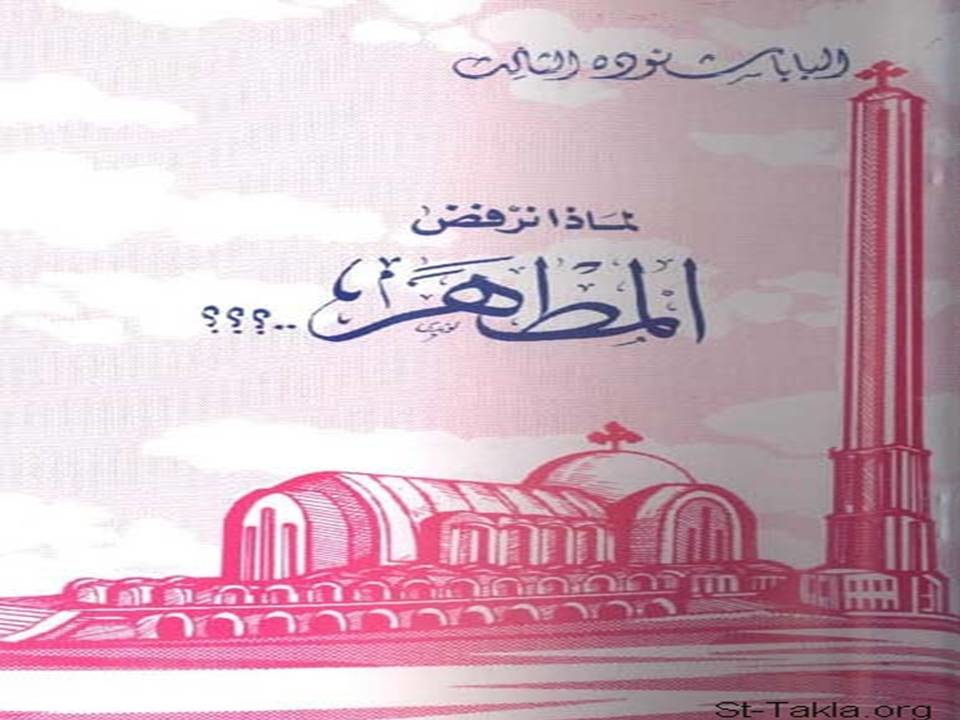 البابا شنوده الثالث
لماذا نرفض
المطهر
..؟؟؟
St-Takla.org